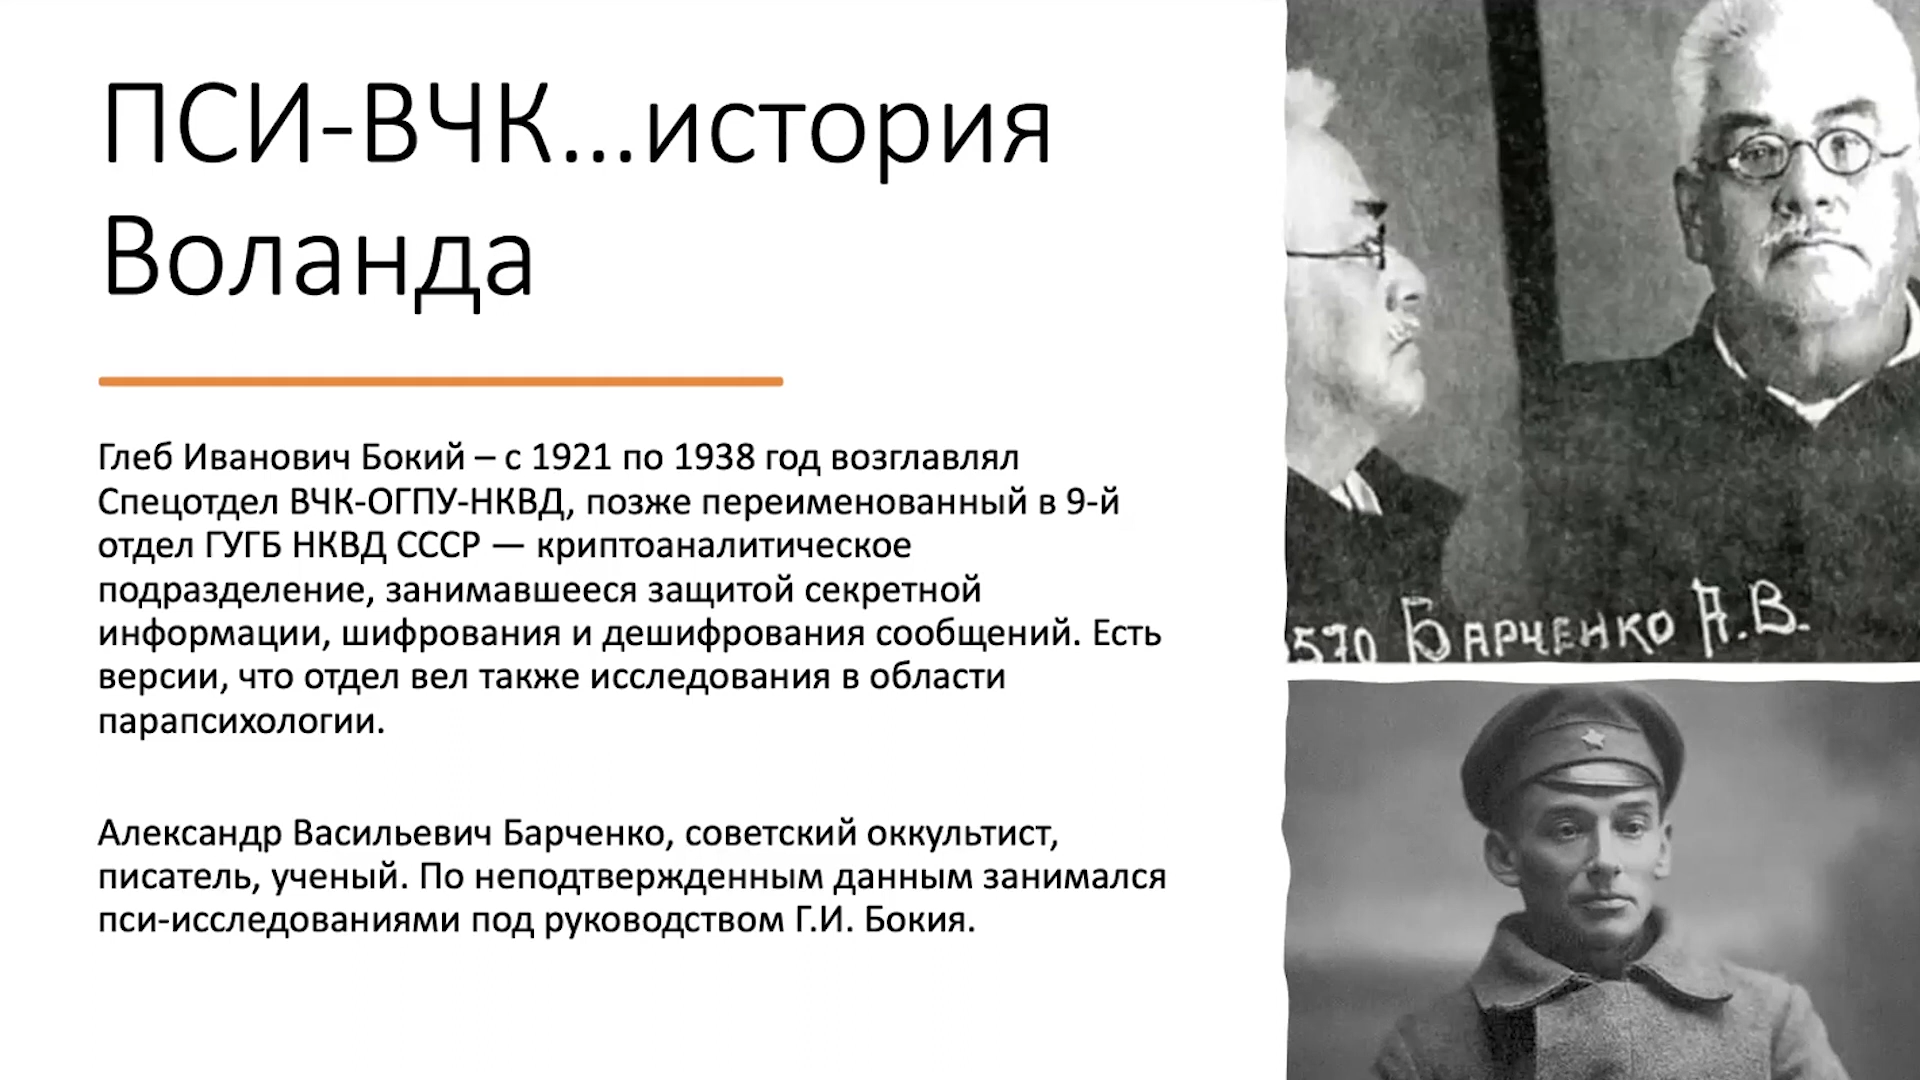 ПСИ-ВЧК...история
Воланда
Глеб Иванович Бокий – с 1921 по 1938 год возглавлял
Спецотдел ВЧК-ОГПУ-НКВД, позже переименованный в 9-й
отдел ГУГБ НКВД СССР — криптоаналитическое
подразделение, занимавшееся защитой секретной
информации, шифрования и дешифрования сообщений. Есть
версии, что отдел вел также исследования в области
парапсихологии.
Александр Васильевич Барченко, советский оккультист,
писатель, ученый. По неподтвержденным данным занимался
пси-исследованиями под руководством Г.И. Бокия.
570 Барченко А.В.